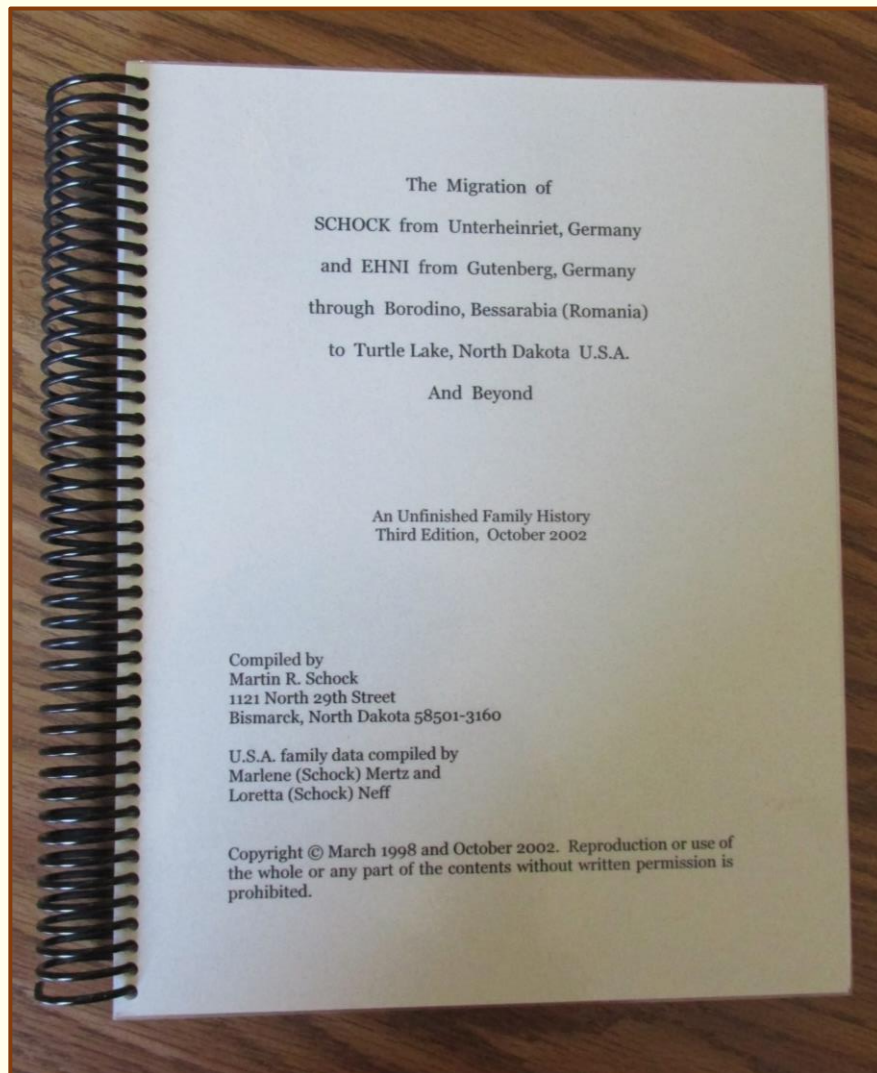 The Migration of
SCHOCK from Unterheinriet, Germany
and EHNI from Gutenberg, Germany
through Borodino, Bessarabia (Romania)
to Turtle Lake, North Dakota U.S.A.
And Beyond
An Unfinished Family History
Third Edition, October 2002
Compiled by
Martin R. Schock
1121 North 29th Street
Bismarck, North Dakota 58501-3160
U.S.A. family data compiled by
Marlene (Schock) Mertz and
Loretta (Schock) Neff
Copyright © March 1998 and October 2002. Reproduction or use of
the whole or any part of the contents without written permission is
prohibited.